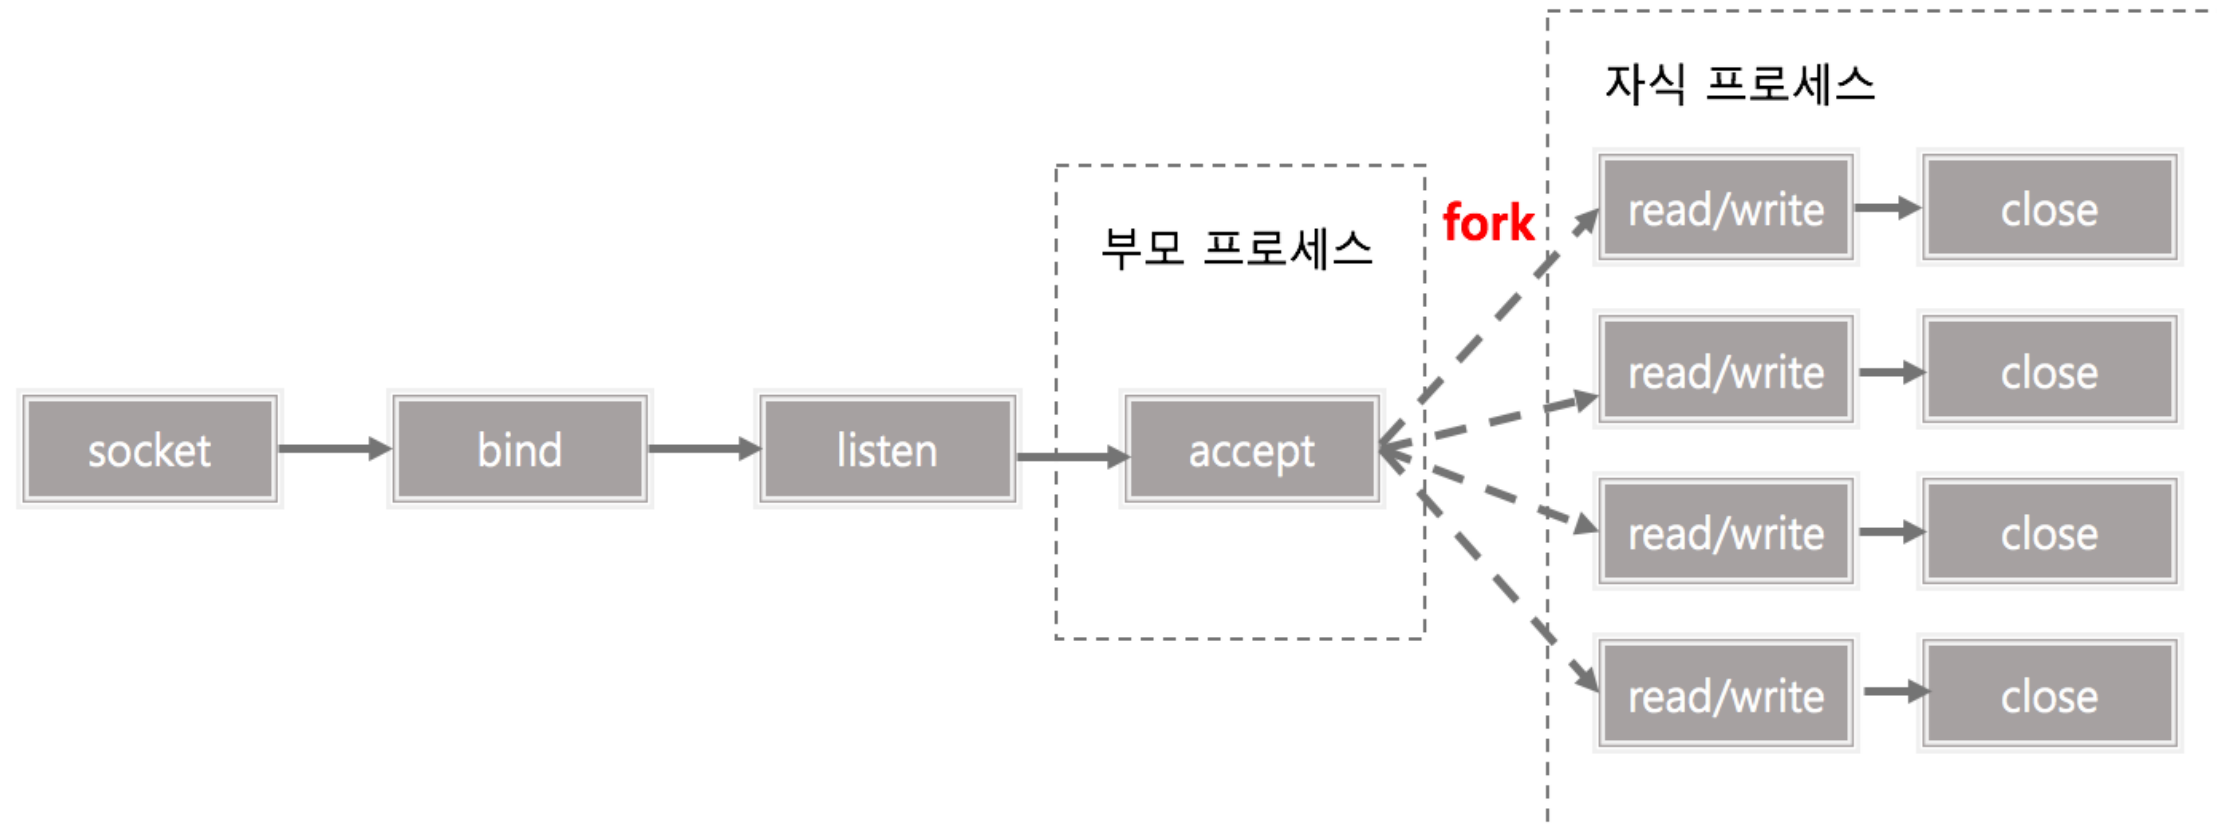 자식 프로세스
부모 프로세스
fork
socket
bind
listen
accept
read/write
close
read/write
close
read/write
close
read/write
close